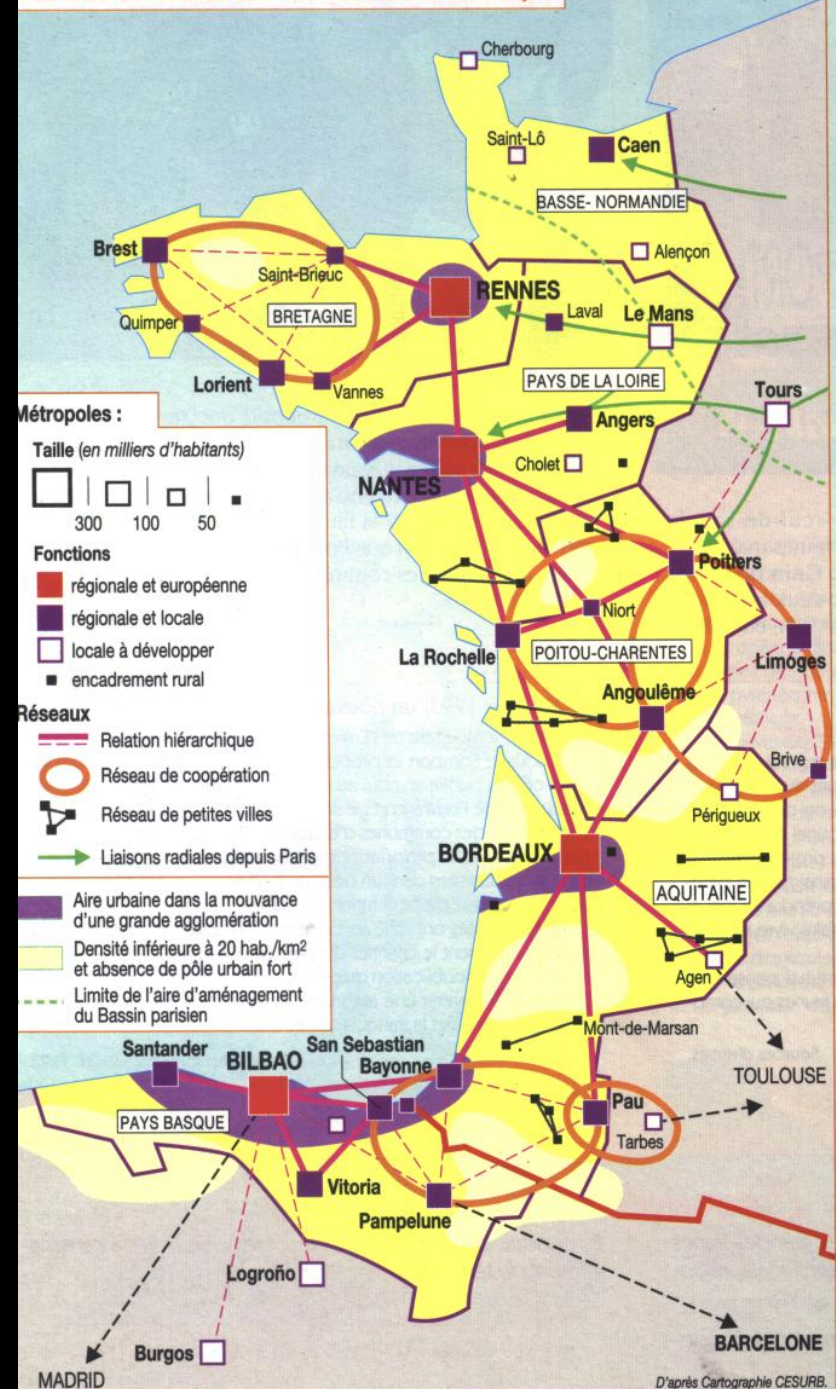 Cherbourg
Saint-Lô
Caen
BASSE- NORMANDIE
Alençon
Brest
Saint-Brieuc
RENNES
Quimper
BRETAGNE
Laval
Le Mans
Lorient
Vannes
PAYS DE LA LOIRE
Tours
Angers
Cholet
NANTES
Poitiers
Niort
La Rochelle
POITOU-CHARENTES
Limoges
Angoulême
Brive
Périgueux
BORDEAUX
AQUITAINE
Agen
Mont-de-Marsan
TOULOUSE
Santander
BILBAO
San Sebastian
Bayonne
Pau
Tarbes
PAYS BASQUE
Vitoria
Pampelune
Logroño
Burgos
BARCELONE
MADRID
Métropoles :
Taille (en milliers d'habitants)
300 100 50
Fonctions
régionale et européenne
régionale et locale
locale à développer
encadrement rural
Réseaux
Relation hiérarchique
Réseau de coopération
Réseau de petites villes
Liaisons radiales depuis Paris
Aire urbaine dans la mouvance
d'une grande agglomération
Densité inférieure à 20 hab./km²
et absence de pôle urbain fort
Limite de l'aire d'aménagement
du Bassin parisien
D'après Cartographie CESURB.